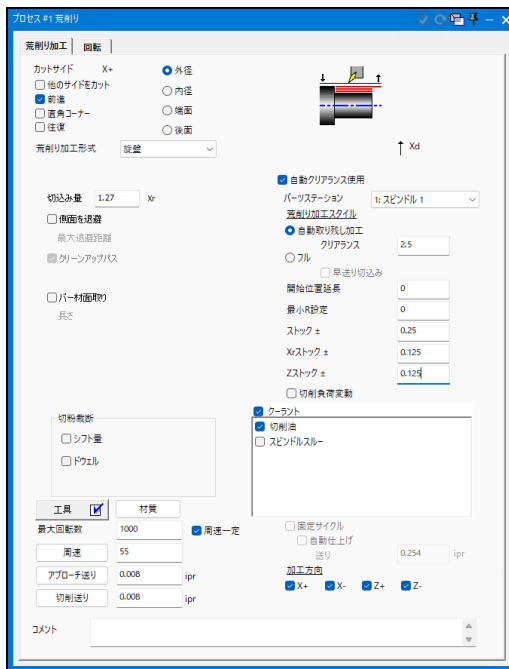 プロセス #1 荒削り
荒削り加工 回転
カットサイド X+
他のサイドをカット
前進
直角コーナー
往復
外径
内径
端面
後面
荒削り加工形式 旋盤
Xd
切込み量 1.27 Xr
側面を退避
最大退避距離
クリーンアップパス
バー材面取り
長さ
自動クリアランス使用
パーツステーション 1: スピンドル 1
荒削り加工スタイル
自動取り残し加工
クリアランス 2.5
フル
早送り切込み
開始位置延長 0
最小R設定 0
ストック ± 0.25
Xrストック ± 0.125
Zストック ± 0.125
切削負荷変動
切粉裁断
シフト量
ドウェル
クーラント
切削油
スピンドルスルー
工具 材質
最大回転数 1000 周速一定
周速 55
アプローチ送り 0.008 ipr
切削送り 0.008 ipr
固定サイクル
自動仕上げ
送り 0.254 ipr
加工方向
X+ X- Z+ Z-
コメント